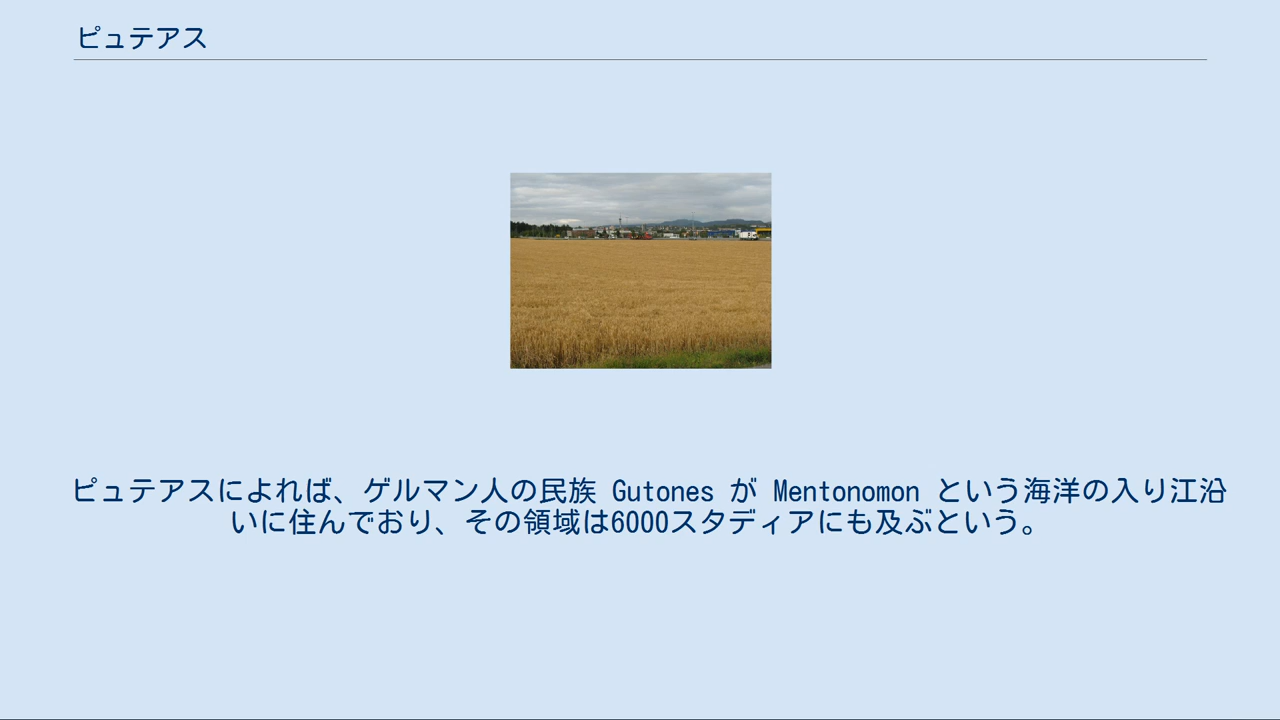 ピュテアス
ピュテアスによれば、ゲルマン人の民族 Gutones が Mentonomon という海洋の入り江沿
いに住んでおり、その領域は6000スタディアにも及ぶという。